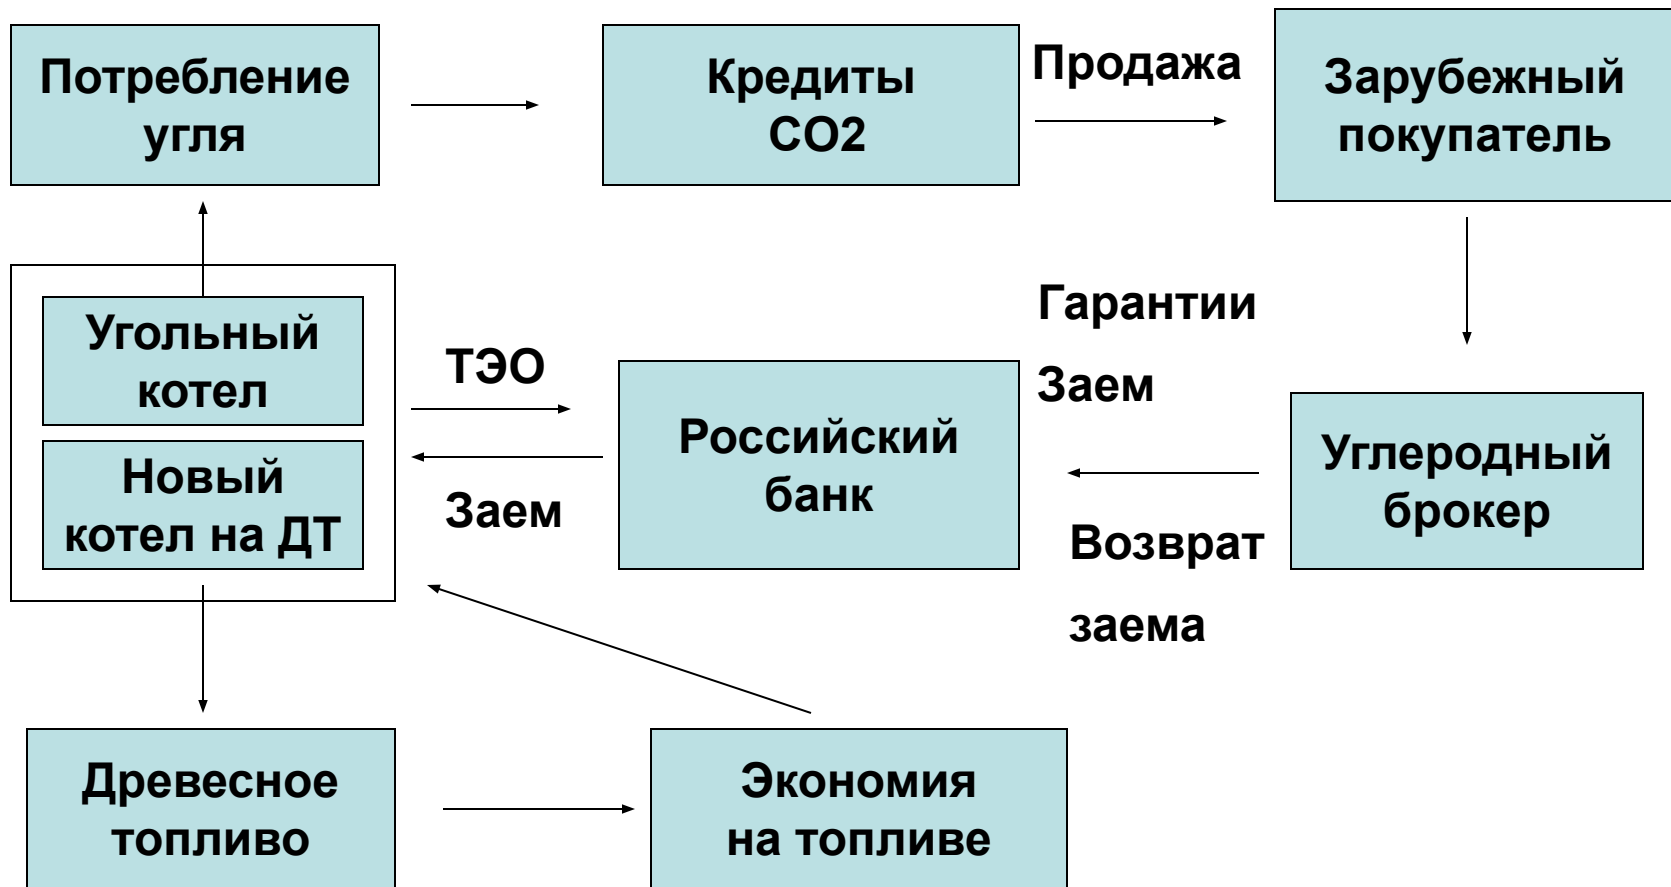 Потребление
угля
Кредиты
СО2
Продажа
Зарубежный
покупатель
Угольный
котел
Новый
котел на ДТ
ТЭО
Заем
Российский
банк
Гарантии
Заем
Возврат
заема
Углеродный
брокер
Древесное
топливо
Экономия
на топливе